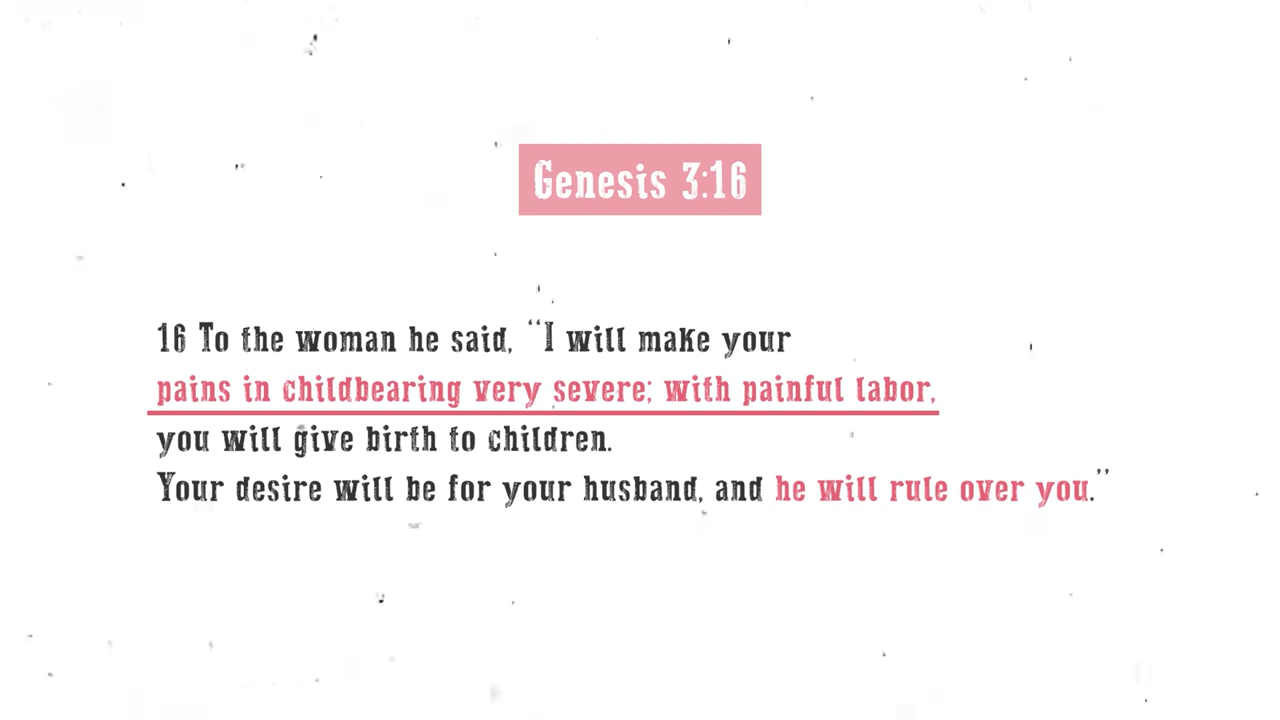 Genesis 3:16
16 To the woman he said, “I will make your
pains in childbearing very severe; with painful labor,
you will give birth to children.
Your desire will be for your husband, and he will rule over you.”